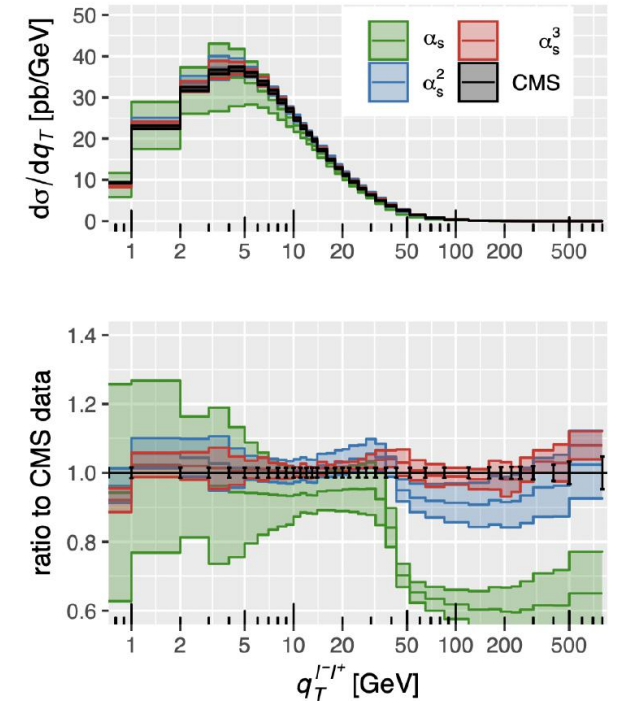 dσ/dq_T [pb/GeV]
50
40
30
20
10
0
α_s
α_s^3
α_s^2
CMS
1 2 5 10 20 50 100 200 500
ratio to CMS data
1.4
1.2
1.0
0.8
0.6
1 2 5 10 20 50 100 200 500
q_T^{l^-l^+} [GeV]